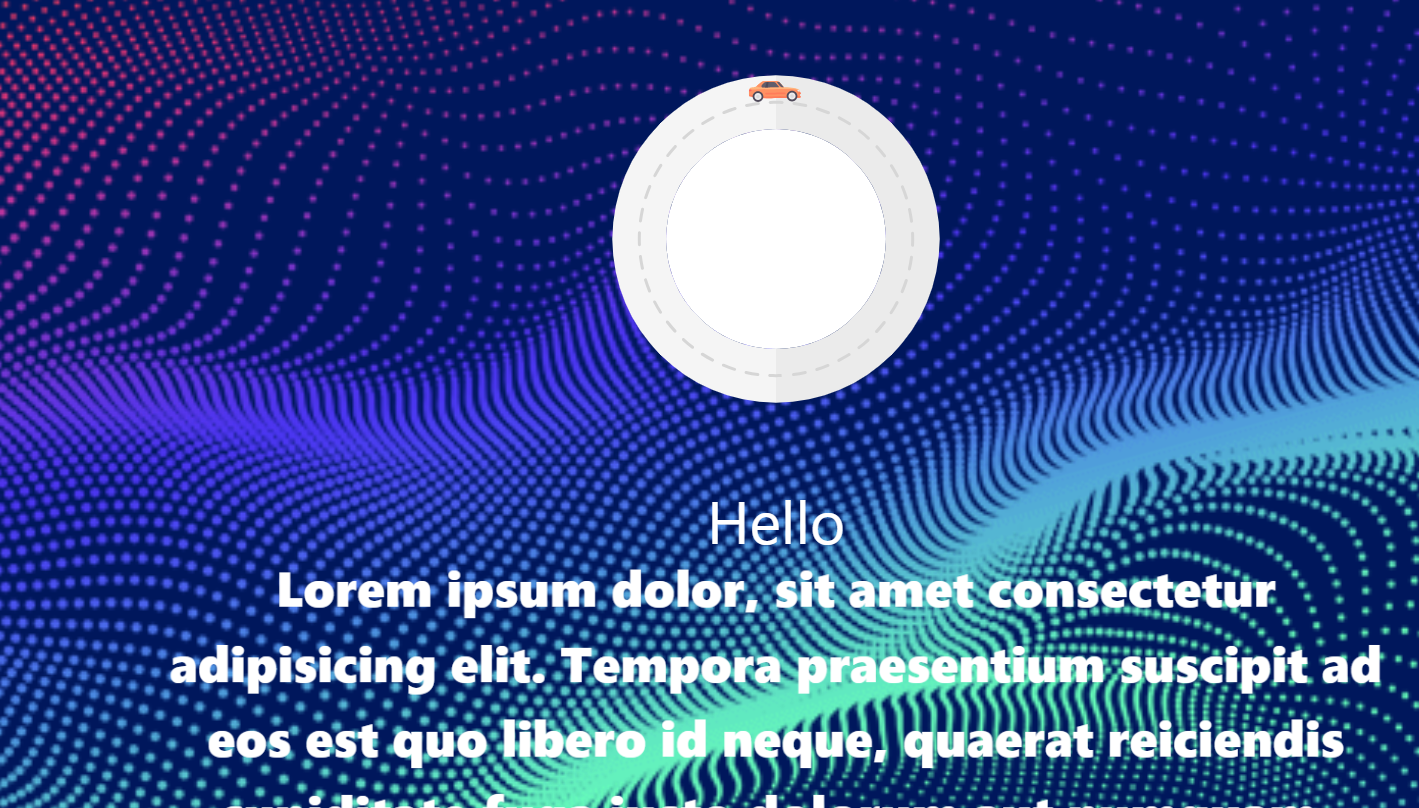 Hello
Lorem ipsum dolor, sit amet consectetur
adipisicing elit. Tempora praesentium suscipit ad
eos est quo libero id neque, quaerat reiciendis